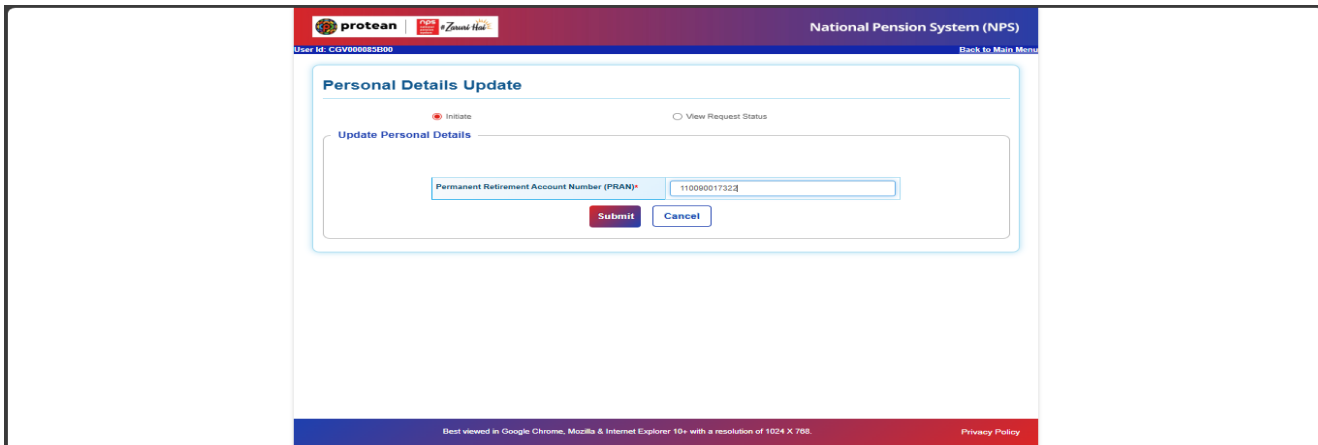 protean nps #Zaruri Hai National Pension System (NPS)
User Id: CGV000085B00 Back to Main Menu
Personal Details Update
Initiate View Request Status
Update Personal Details
Permanent Retirement Account Number (PRAN)* 110090017322
Submit Cancel
Best viewed in Google Chrome, Mozilla & Internet Explorer 10+ with a resolution of 1024 X 768. Privacy Policy